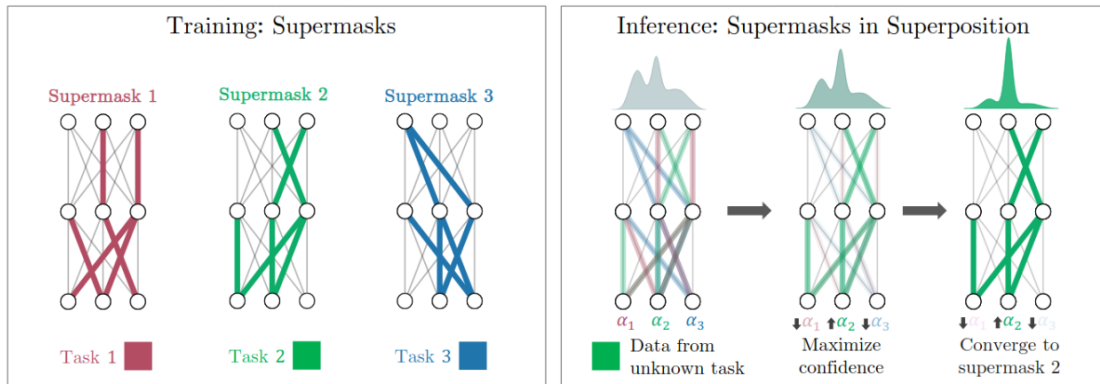 Training: Supermasks
Supermask 1
Supermask 2
Supermask 3
Task 1
Task 2
Task 3
Inference: Supermasks in Superposition
α₁ α₂ α₃
Data from
unknown task
α₁ α₂ α₃
Maximize
confidence
α₁ α₂ α₃
Converge to
supermask 2